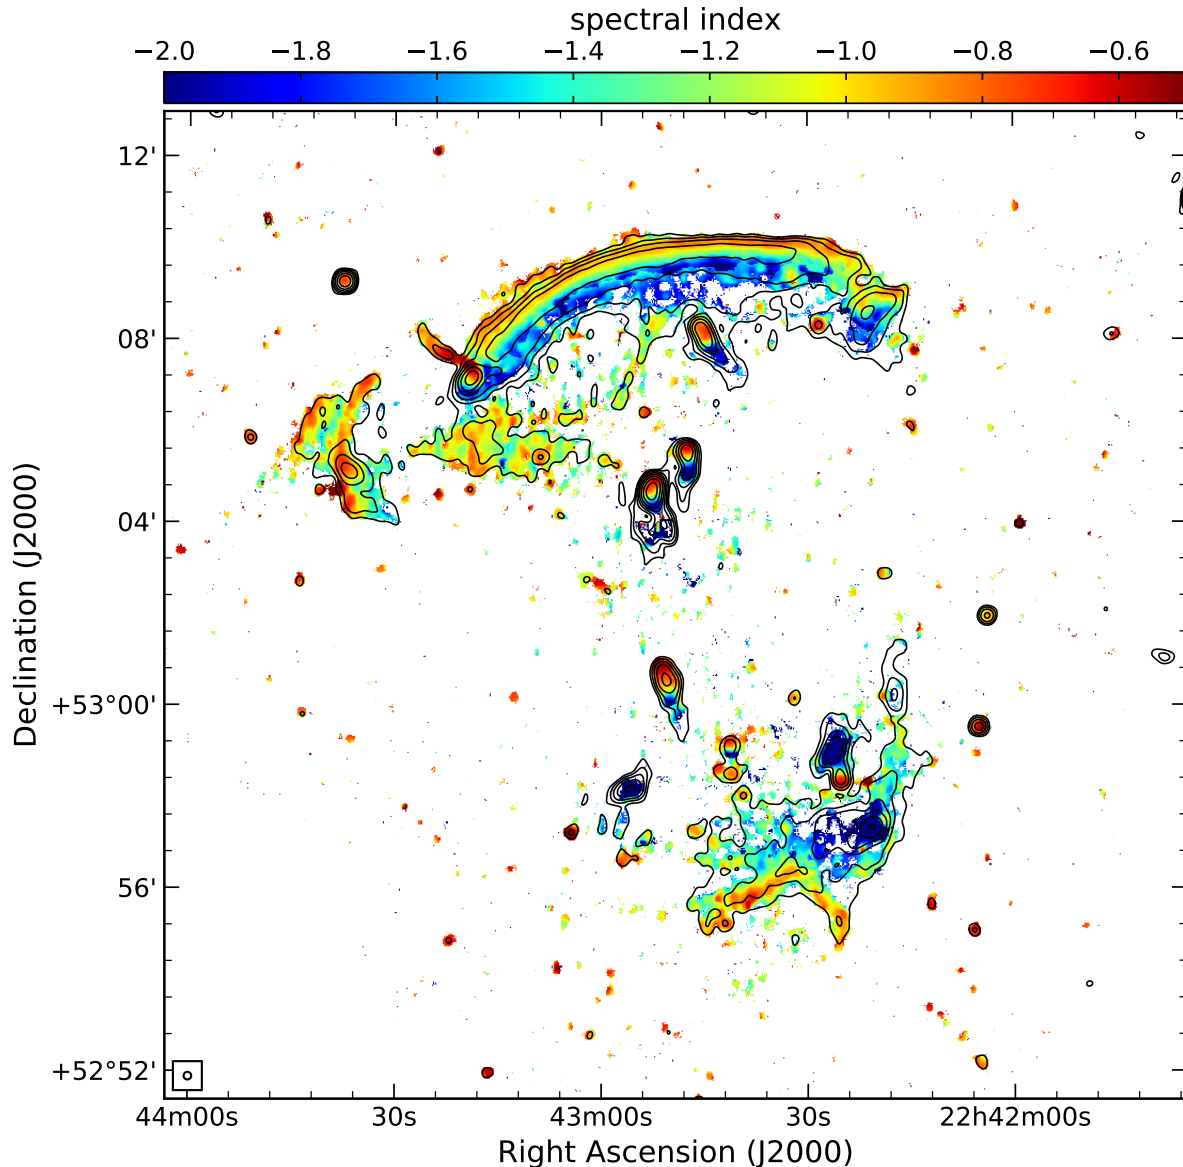 spectral index
−2.0 −1.8 −1.6 −1.4 −1.2 −1.0 −0.8 −0.6
12'
08'
04'
+53°00'
56'
+52°52'
Declination (J2000)
44m00s 30s 43m00s 30s 22h42m00s
Right Ascension (J2000)